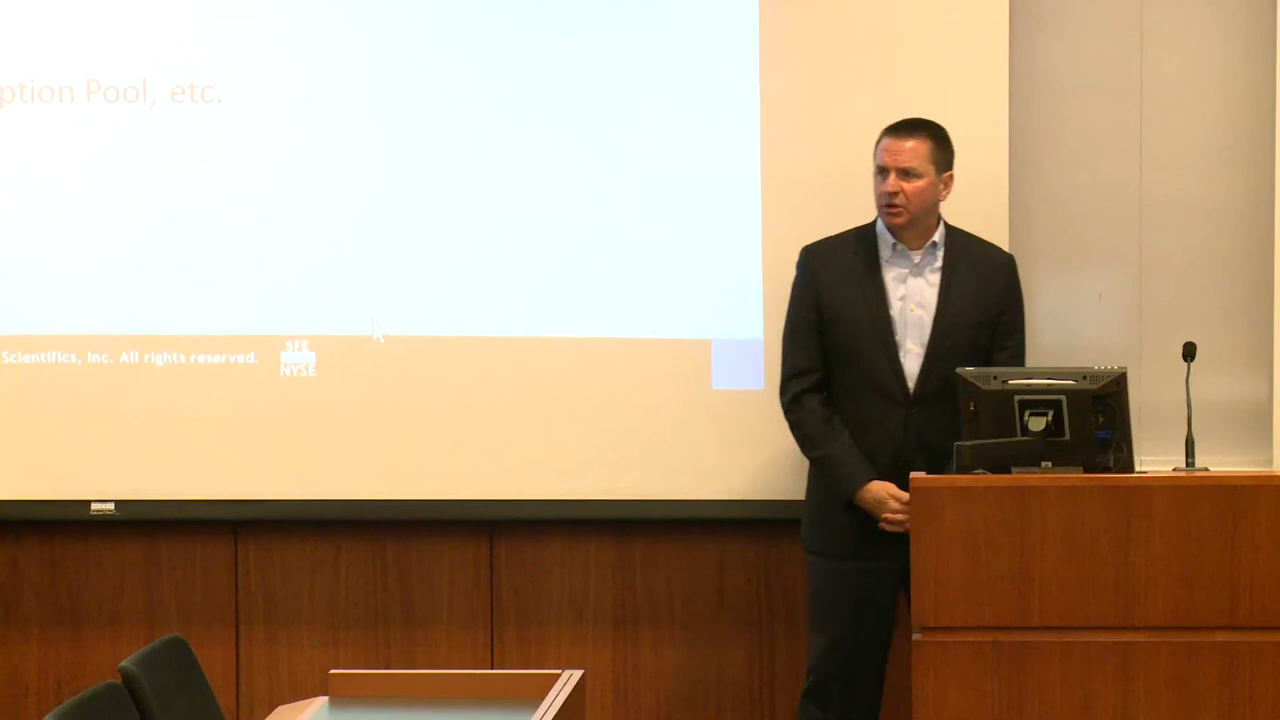 ption Pool, etc.
Scientifics, Inc. All rights reserved.
SFE
NYSE